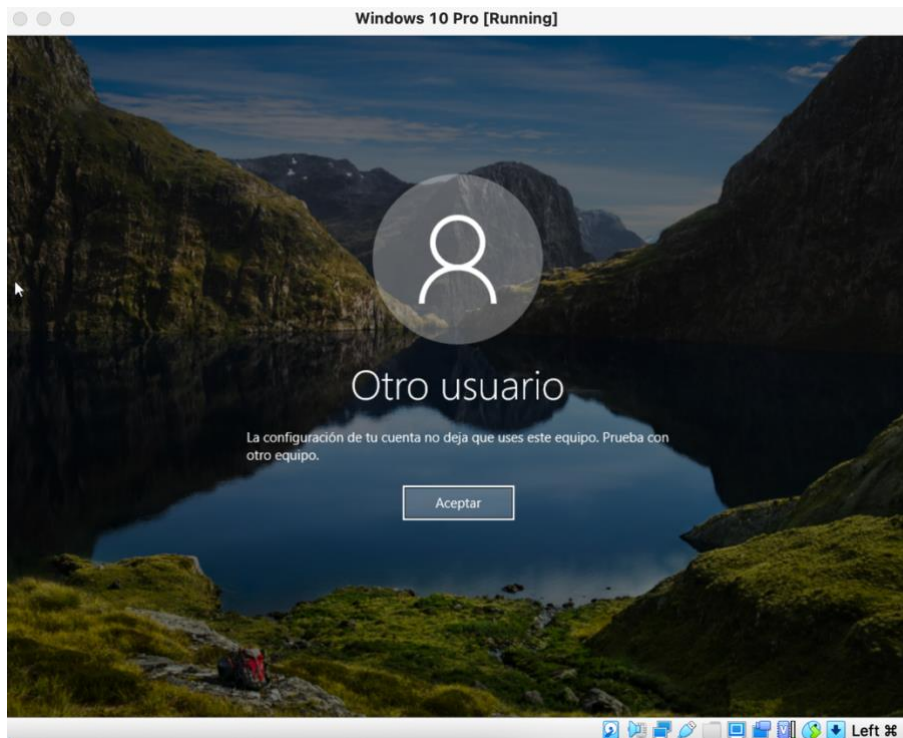 Windows 10 Pro [Running]
Otro usuario
La configuración de tu cuenta no deja que uses este equipo. Prueba con
otro equipo.
Aceptar
Left ⌘